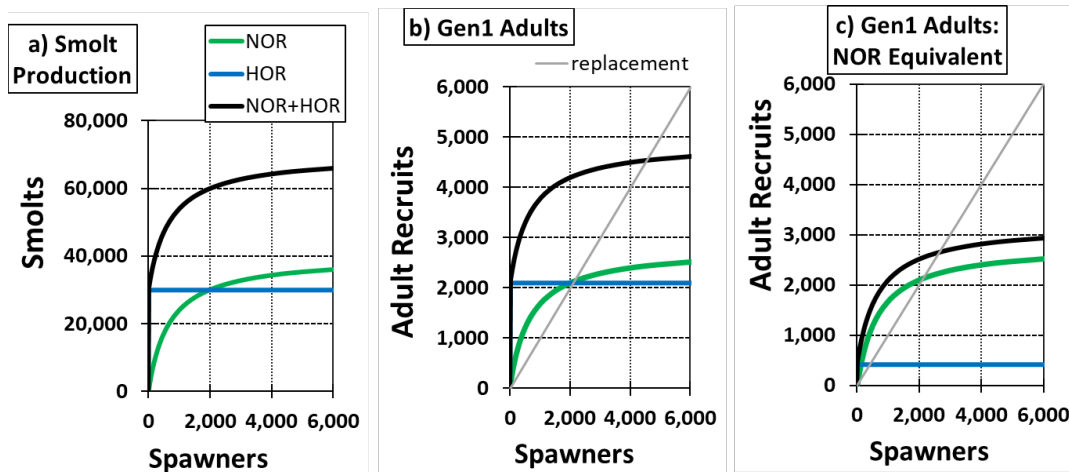 a) Smolt
Production
NOR
HOR
NOR+HOR
80,000
60,000
40,000
20,000
0
Smolts
0 2,000 4,000 6,000
Spawners
b) Gen1 Adults
replacement
6,000
5,000
4,000
3,000
2,000
1,000
0
Adult Recruits
0 2,000 4,000 6,000
Spawners
c) Gen1 Adults:
NOR Equivalent
6,000
5,000
4,000
3,000
2,000
1,000
0
Adult Recruits
0 2,000 4,000 6,000
Spawners